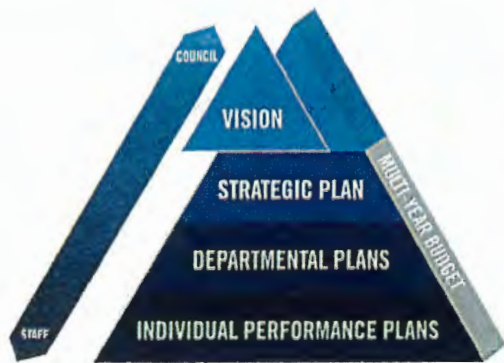 COUNCIL
VISION
STRATEGIC PLAN
MULTI-YEAR BUDGET
DEPARTMENTAL PLANS
STAFF
INDIVIDUAL PERFORMANCE PLANS